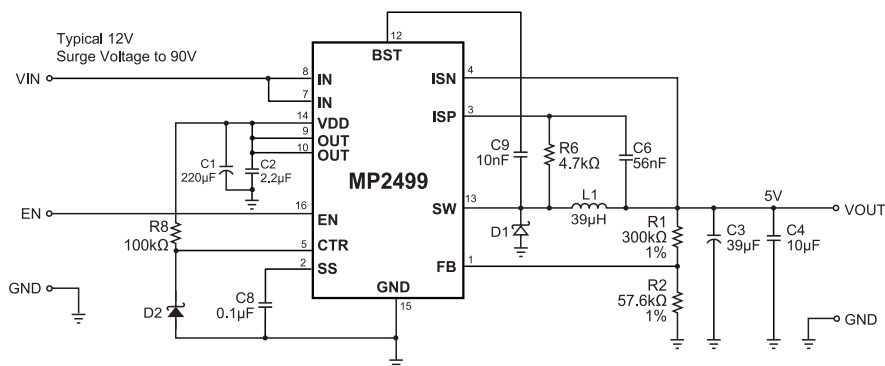 Typical 12V
Surge Voltage to 90V
VIN
EN
GND
8
7
14
9
10
16
5
2
12
BST
IN
IN
VDD
OUT
OUT
MP2499
EN
CTR
SS
GND
15
ISN
ISP
SW
FB
4
3
13
1
C1
220µF
C2
2.2µF
R8
100kΩ
D2
C8
0.1µF
C9
10nF
R6
4.7kΩ
C6
56nF
D1
L1
39µH
R1
300kΩ
1%
R2
57.6kΩ
1%
C3
39µF
C4
10µF
5V
VOUT
GND